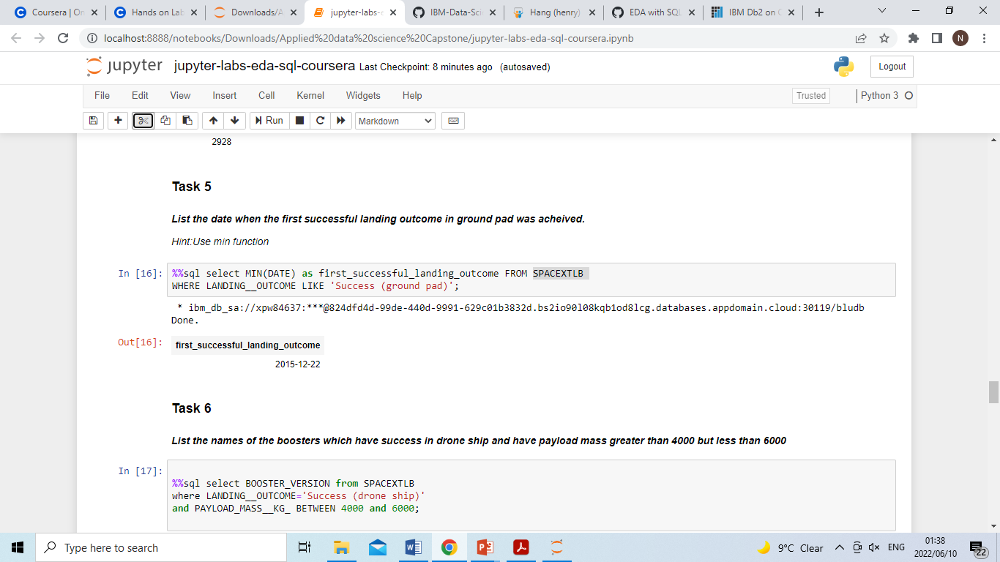 Coursera | On
Hands on Lab
Downloads/A
jupyter-labs-e
IBM-Data-Scie
Hang (henry)
EDA with SQL
IBM Db2 on C
localhost:8888/notebooks/Downloads/Applied%20data%20science%20Capstone/jupyter-labs-eda-sql-coursera.ipynb
N
jupyter jupyter-labs-eda-sql-coursera Last Checkpoint: 8 minutes ago (autosaved)
Logout
File Edit View Insert Cell Kernel Widgets Help
Trusted
Python 3
Run
Markdown
2928
Task 5
List the date when the first successful landing outcome in ground pad was acheived.
Hint:Use min function
In [16]: %%sql select MIN(DATE) as first_successful_landing_outcome FROM SPACEXTLB
WHERE LANDING__OUTCOME LIKE 'Success (ground pad)';
* ibm_db_sa://xpw84637:***@824dfd4d-99de-440d-9991-629c01b3832d.bs2io90l08kqb1od8lcg.databases.appdomain.cloud:30119/bludb
Done.
Out[16]: first_successful_landing_outcome
2015-12-22
Task 6
List the names of the boosters which have success in drone ship and have payload mass greater than 4000 but less than 6000
In [17]:
%%sql select BOOSTER_VERSION from SPACEXTLB
where LANDING__OUTCOME='Success (drone ship)'
and PAYLOAD_MASS__KG_ BETWEEN 4000 and 6000;
Type here to search
9°C Clear
ENG
01:38
2022/06/10
22